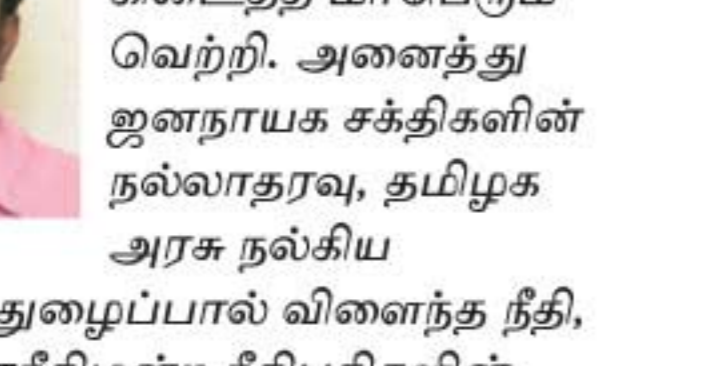 கிடைத்த மாபெரும்
வெற்றி. அனைத்து
ஜனநாயக சக்திகளின்
நல்லாதரவு, தமிழக
அரசு நல்கிய
துழைப்பால் விளைந்த நீதி,